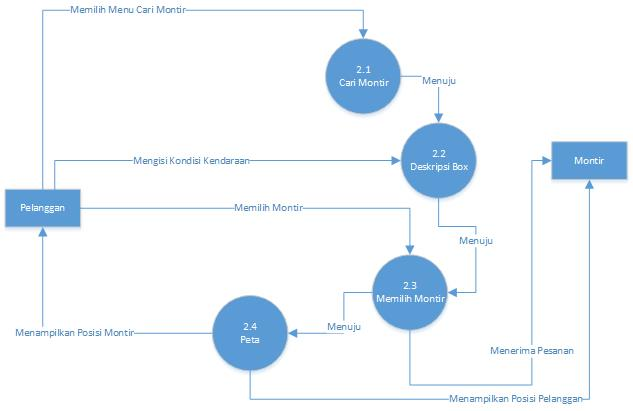 Memilih Menu Cari Montir
2.1
Cari Montir
Menuju
2.2
Deskripsi Box
Mengisi Kondisi Kendaraan
Montir
Pelanggan
Memilih Montir
Menuju
2.3
Memilih Montir
2.4
Peta
Menuju
Menampilkan Posisi Montir
Menerima Pesanan
Menampilkan Posisi Pelanggan